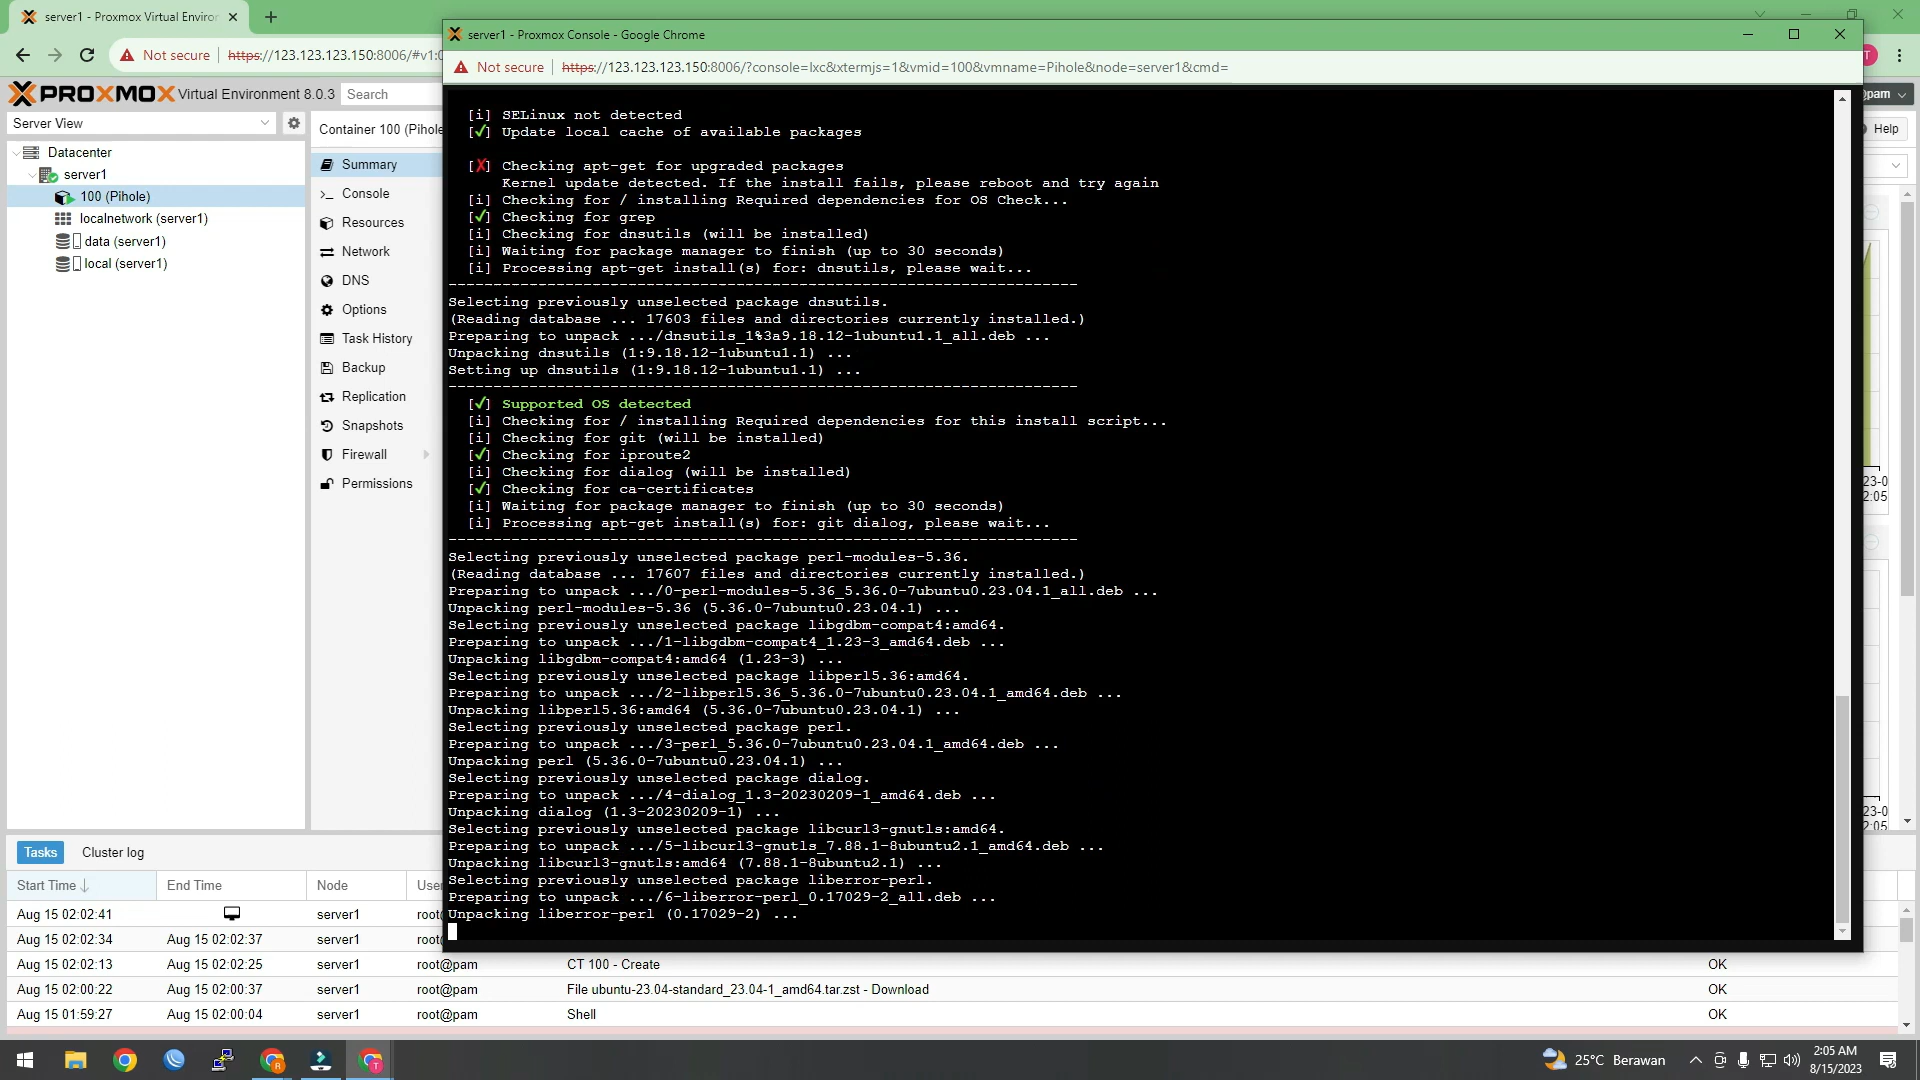 server1 - Proxmox Virtual Enviror
server1 - Proxmox Console - Google Chrome
Not secure
https://123.123.123.150:8006/#v1:0
Not secure
https://123.123.123.150:8006/?console=lxc&xtermjs=1&vmid=100&vmname=Pihole&node=server1&cmd=
PROXMOX Virtual Environment 8.0.3
Search
@pam
Server View
Container 100 (Pihole
Help
Datacenter
server1
100 (Pihole)
localnetwork (server1)
data (server1)
local (server1)
Summary
Console
Resources
Network
DNS
Options
Task History
Backup
Replication
Snapshots
Firewall
Permissions
[i] SELinux not detected
[✓] Update local cache of available packages
[✗] Checking apt-get for upgraded packages
Kernel update detected. If the install fails, please reboot and try again
[i] Checking for / installing Required dependencies for OS Check...
[✓] Checking for grep
[i] Checking for dnsutils (will be installed)
[i] Waiting for package manager to finish (up to 30 seconds)
[i] Processing apt-get install(s) for: dnsutils, please wait...
----------------------------------------------------------------------
Selecting previously unselected package dnsutils.
(Reading database ... 17603 files and directories currently installed.)
Preparing to unpack .../dnsutils_1%3a9.18.12-1ubuntu1.1_all.deb ...
Unpacking dnsutils (1:9.18.12-1ubuntu1.1) ...
Setting up dnsutils (1:9.18.12-1ubuntu1.1) ...
----------------------------------------------------------------------
[✓] Supported OS detected
[i] Checking for / installing Required dependencies for this install script...
[i] Checking for git (will be installed)
[✓] Checking for iproute2
[i] Checking for dialog (will be installed)
[✓] Checking for ca-certificates
[i] Waiting for package manager to finish (up to 30 seconds)
[i] Processing apt-get install(s) for: git dialog, please wait...
----------------------------------------------------------------------
Selecting previously unselected package perl-modules-5.36.
(Reading database ... 17607 files and directories currently installed.)
Preparing to unpack .../0-perl-modules-5.36_5.36.0-7ubuntu0.23.04.1_all.deb ...
Unpacking perl-modules-5.36 (5.36.0-7ubuntu0.23.04.1) ...
Selecting previously unselected package libgdbm-compat4:amd64.
Preparing to unpack .../1-libgdbm-compat4_1.23-3_amd64.deb ...
Unpacking libgdbm-compat4:amd64 (1.23-3) ...
Selecting previously unselected package libperl5.36:amd64.
Preparing to unpack .../2-libperl5.36_5.36.0-7ubuntu0.23.04.1_amd64.deb ...
Unpacking libperl5.36:amd64 (5.36.0-7ubuntu0.23.04.1) ...
Selecting previously unselected package perl.
Preparing to unpack .../3-perl_5.36.0-7ubuntu0.23.04.1_amd64.deb ...
Unpacking perl (5.36.0-7ubuntu0.23.04.1) ...
Selecting previously unselected package dialog.
Preparing to unpack .../4-dialog_1.3-20230209-1_amd64.deb ...
Unpacking dialog (1.3-20230209-1) ...
Selecting previously unselected package libcurl3-gnutls:amd64.
Preparing to unpack .../5-libcurl3-gnutls_7.88.1-8ubuntu2.1_amd64.deb ...
Unpacking libcurl3-gnutls:amd64 (7.88.1-8ubuntu2.1) ...
Selecting previously unselected package liberror-perl.
Preparing to unpack .../6-liberror-perl_0.17029-2_all.deb ...
Unpacking liberror-perl (0.17029-2) ...
23-0
2:05
23-0
2:05
Tasks Cluster log
Start Time End Time Node User
Aug 15 02:02:41 server1 root@
Aug 15 02:02:34 Aug 15 02:02:37 server1 root@
Aug 15 02:02:13 Aug 15 02:02:25 server1 root@pam CT 100 - Create OK
Aug 15 02:00:22 Aug 15 02:00:37 server1 root@pam File ubuntu-23.04-standard_23.04-1_amd64.tar.zst - Download OK
Aug 15 01:59:27 Aug 15 02:00:04 server1 root@pam Shell OK
25°C Berawan
2:05 AM
8/15/2023